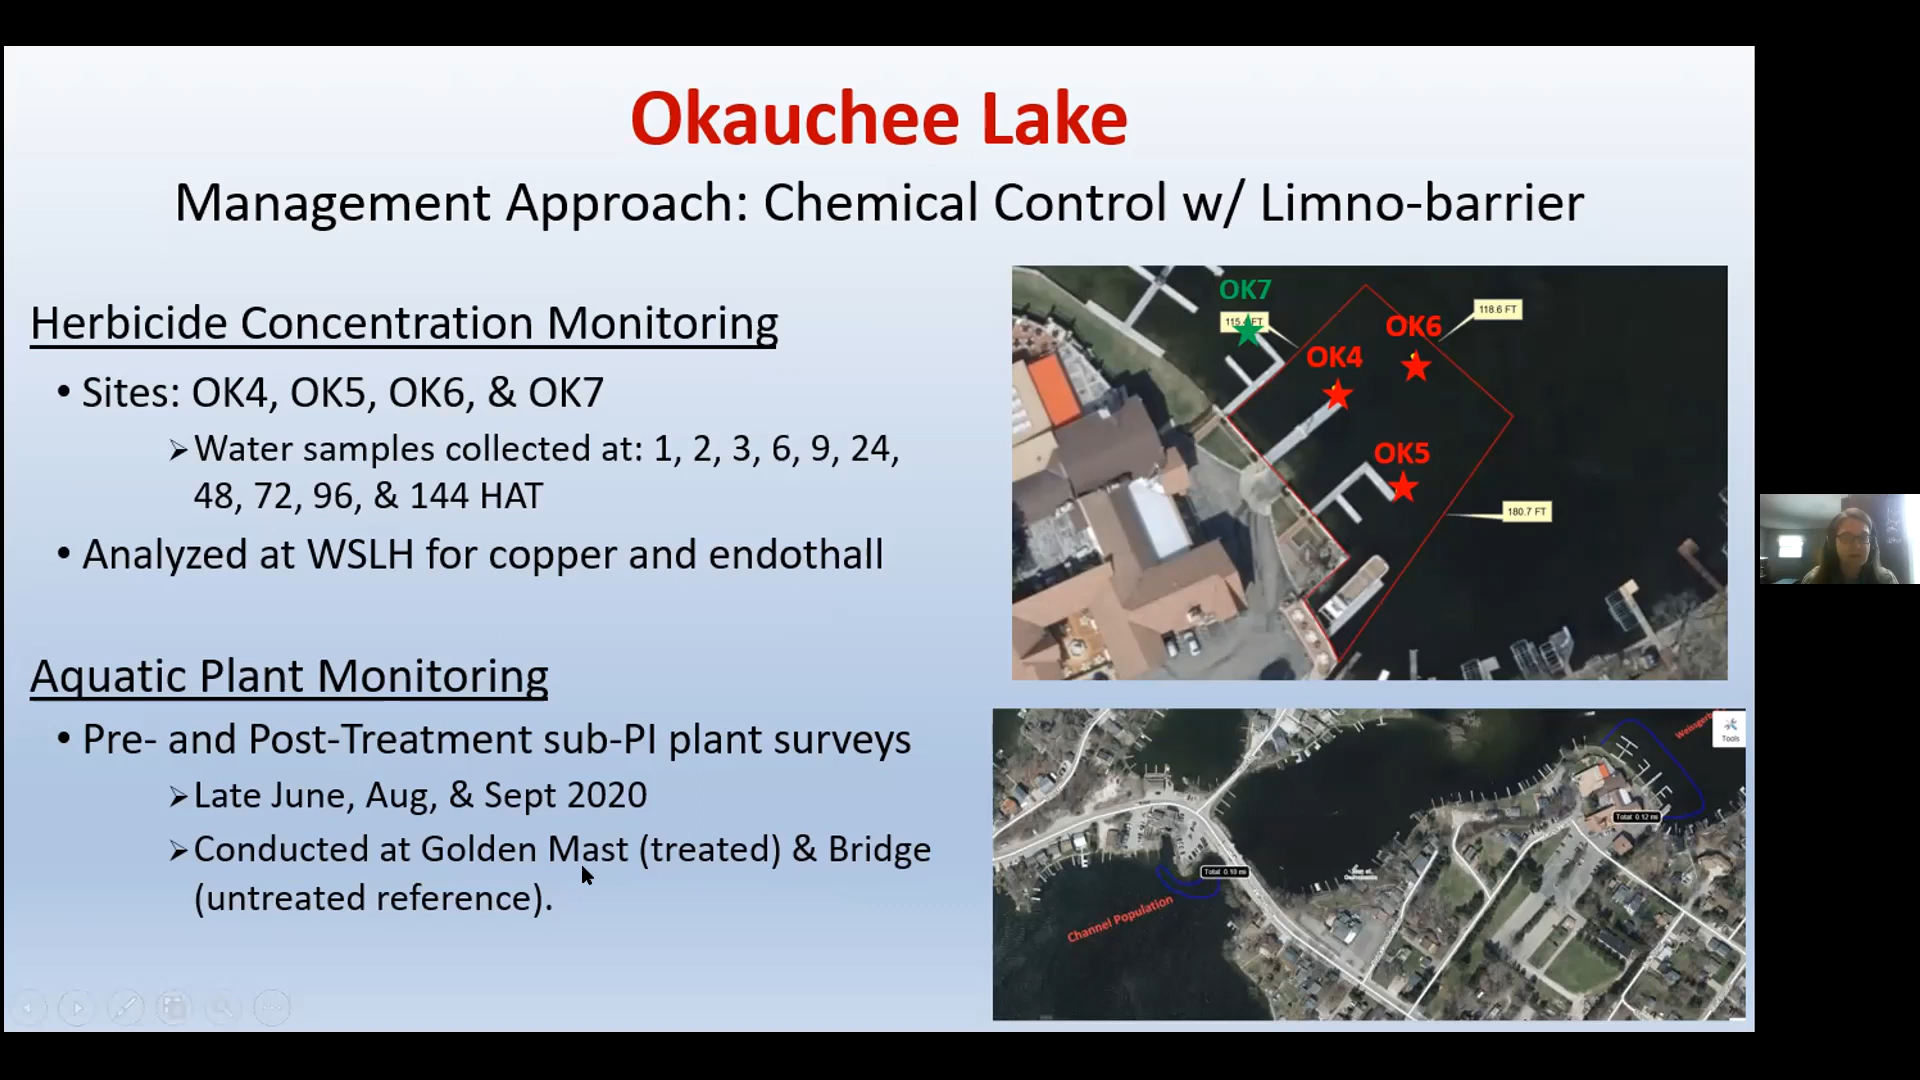 Okauchee Lake
Management Approach: Chemical Control w/ Limno-barrier
Herbicide Concentration Monitoring
• Sites: OK4, OK5, OK6, & OK7
➢Water samples collected at: 1, 2, 3, 6, 9, 24,
48, 72, 96, & 144 HAT
• Analyzed at WSLH for copper and endothall
Aquatic Plant Monitoring
• Pre- and Post-Treatment sub-PI plant surveys
➢Late June, Aug, & Sept 2020
➢Conducted at Golden Mast (treated) & Bridge
(untreated reference).
OK7
118.6 FT
OK6
OK4
OK5
180.7 FT
Tools
Total: 0.12 mi
Total: 0.10 mi
Channel Population